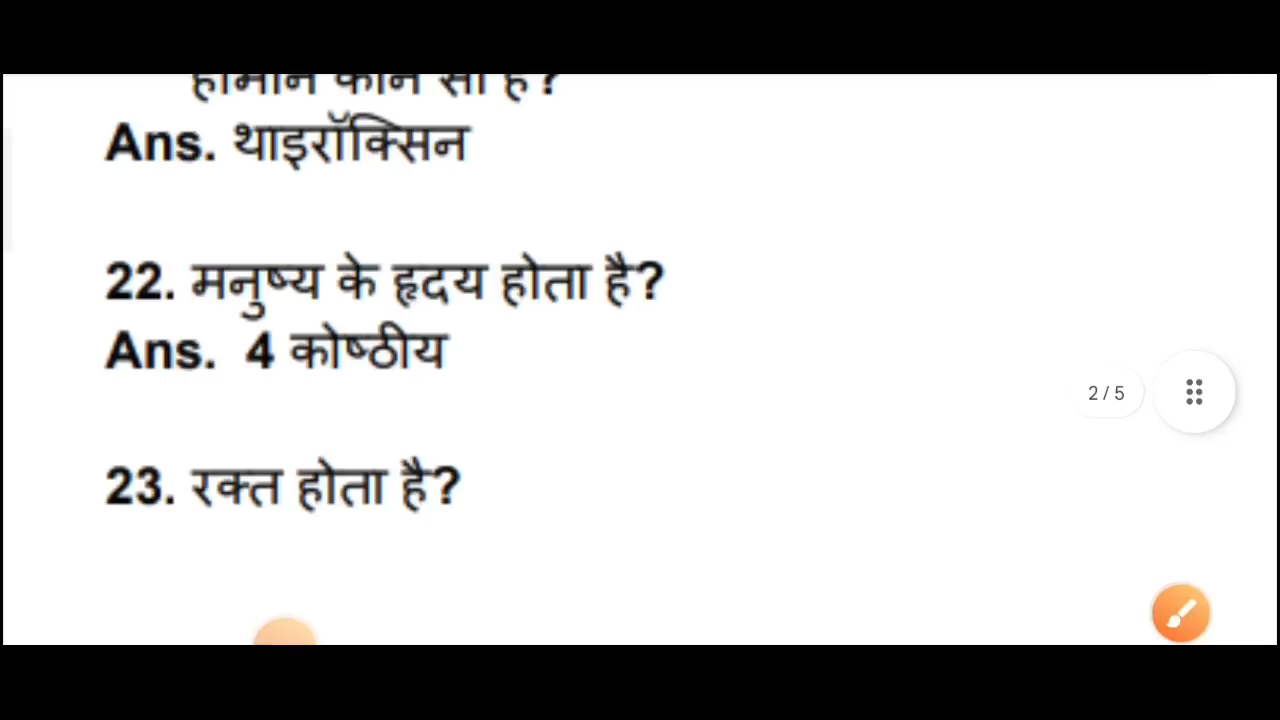 हार्मोन कौन सा है?
Ans. थाइरॉक्सिन
22. मनुष्य के हृदय होता है?
Ans. 4 कोष्ठीय
2 / 5
23. रक्त होता है?